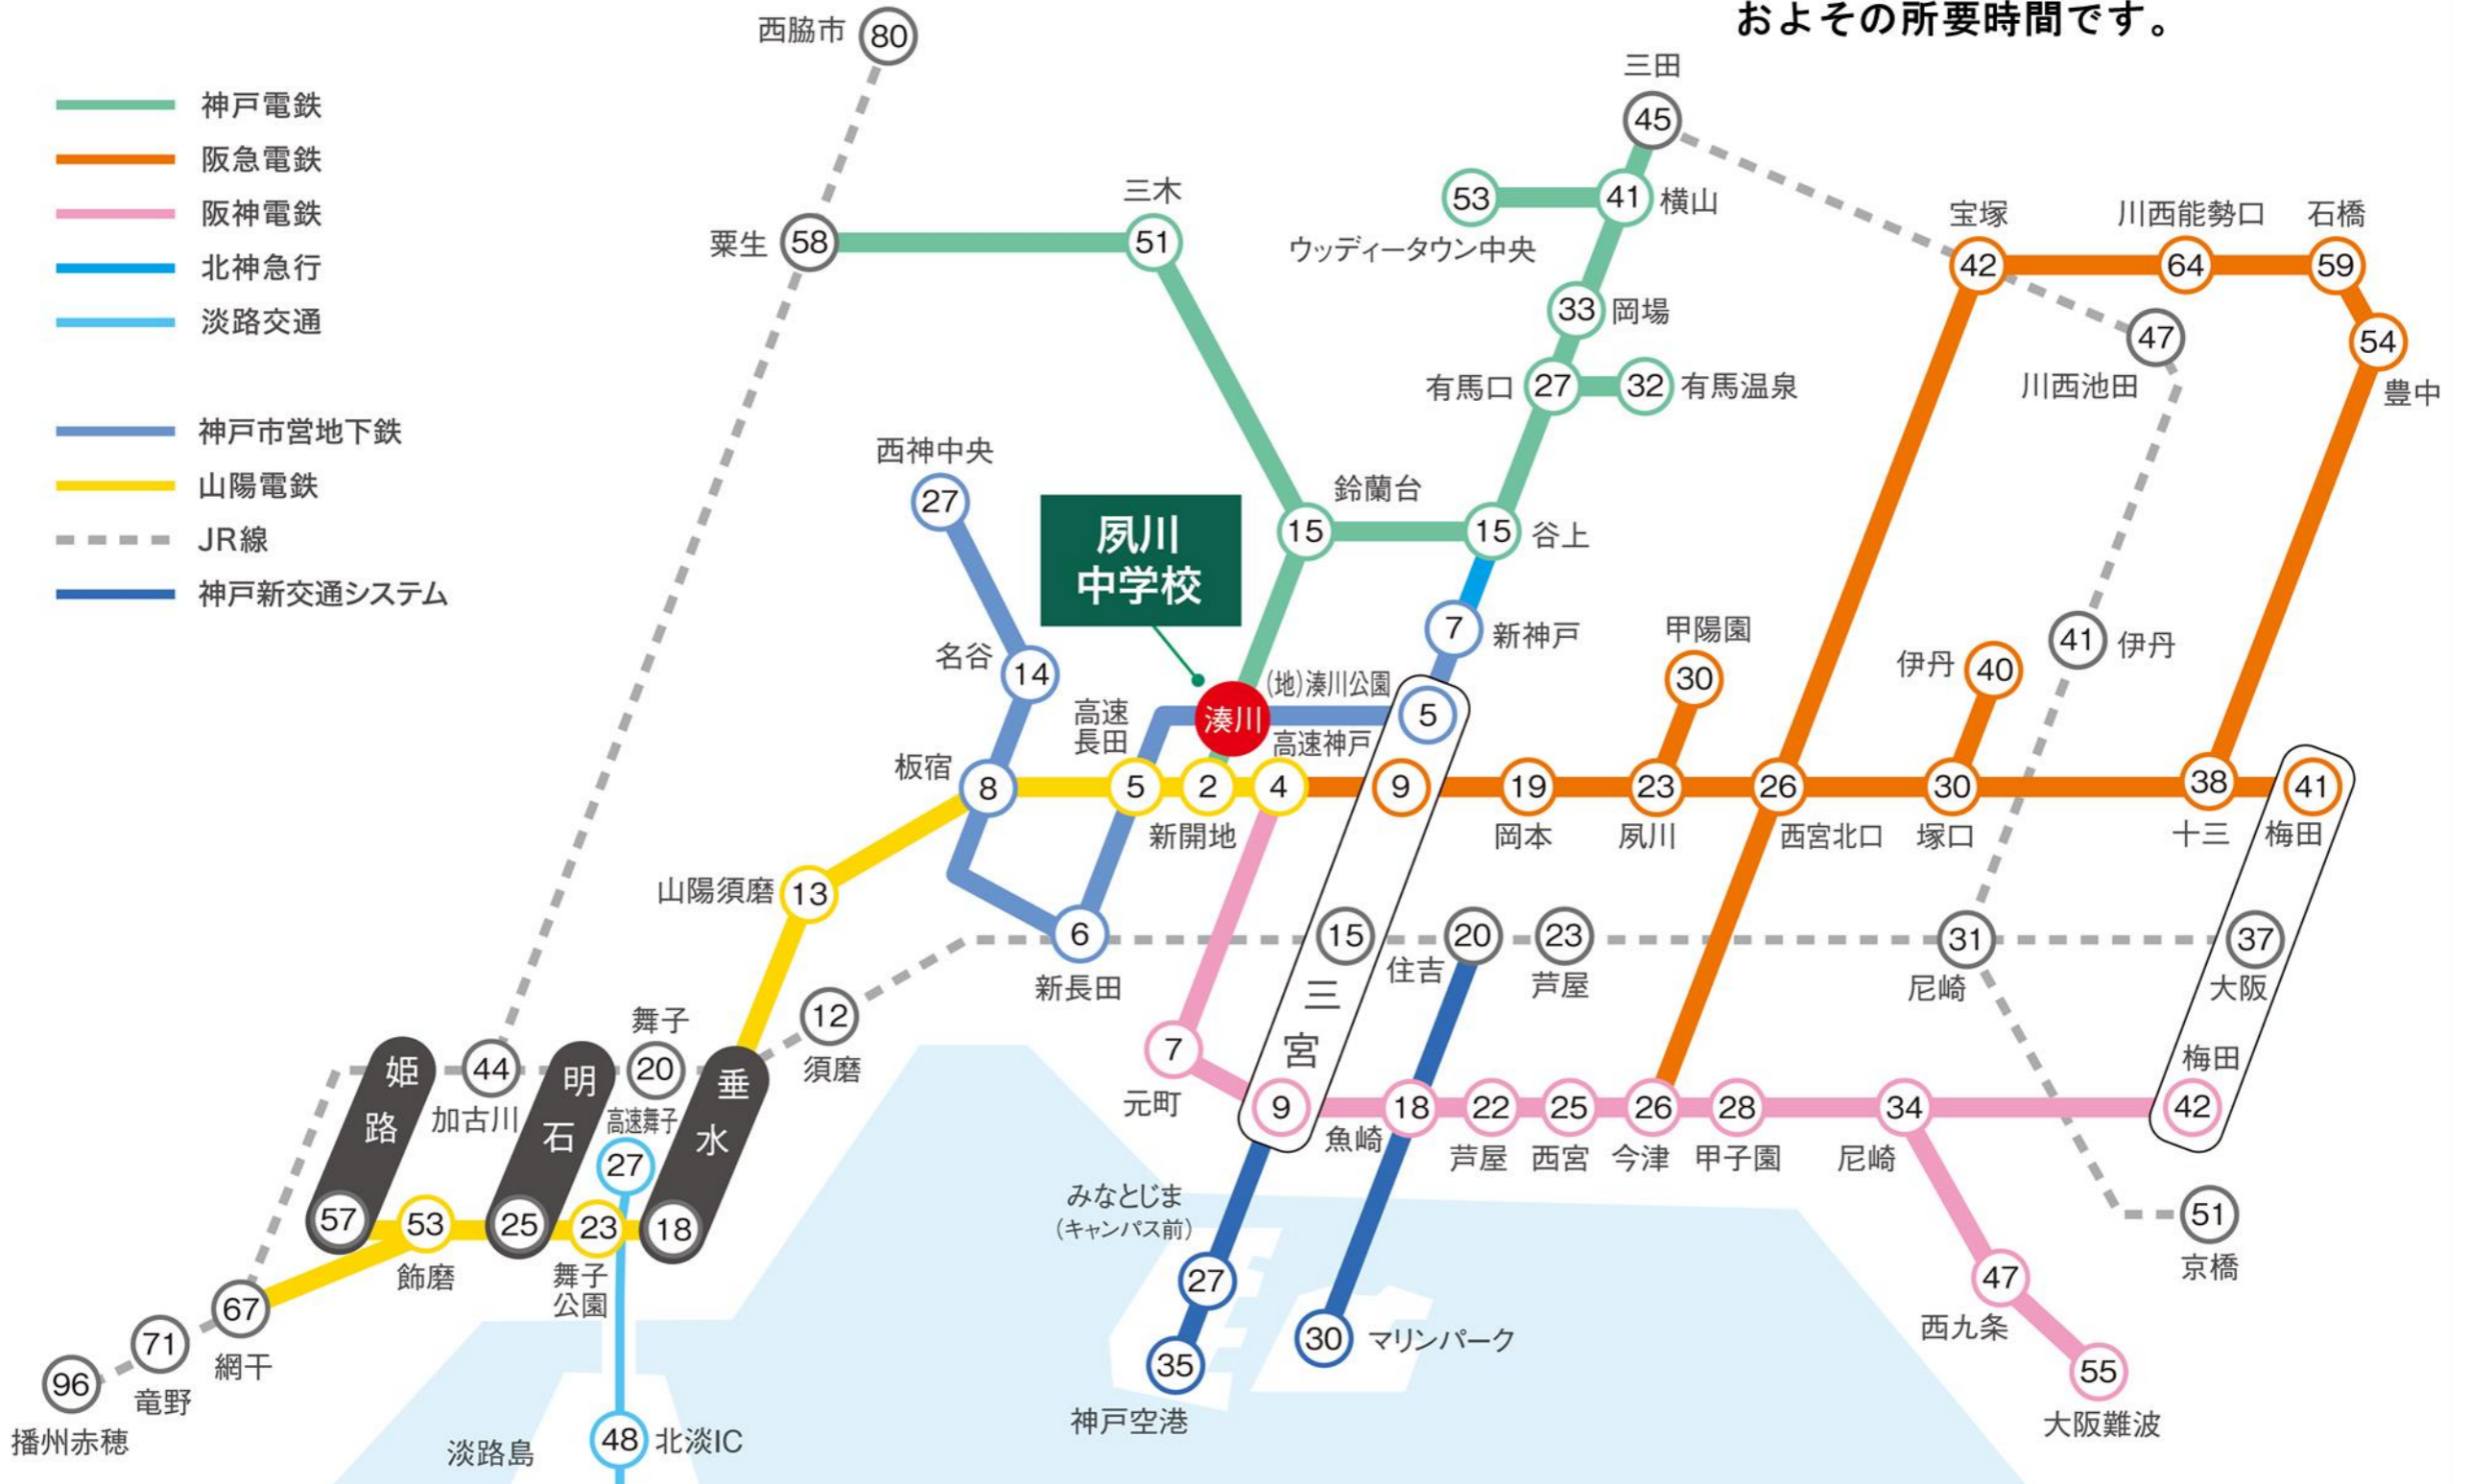 およその所要時間です。
神戸電鉄
阪急電鉄
阪神電鉄
北神急行
淡路交通
神戸市営地下鉄
山陽電鉄
JR線
神戸新交通システム
西脇市
80
三田
45
53
ウッディータウン中央
41
横山
粟生
58
三木
51
33
岡場
有馬口
27
32
有馬温泉
宝塚
42
川西能勢口
64
石橋
59
47
川西池田
54
豊中
西神中央
27
夙川
中学校
鈴蘭台
15
15
谷上
7
新神戸
名谷
14
甲陽園
30
伊丹
40
41
伊丹
高速
長田
湊川
(地)湊川公園
高速神戸
5
板宿
8
5
2
新開地
4
9
19
岡本
23
夙川
26
西宮北口
30
塚口
38
十三
41
梅田
山陽須磨
13
6
新長田
15
三
宮
20
住吉
23
芦屋
31
尼崎
37
大阪
12
須磨
7
元町
9
18
魚崎
22
芦屋
25
西宮
26
今津
28
甲子園
34
尼崎
梅田
42
姫
路
57
44
加古川
明
石
25
舞子
20
高速舞子
27
垂
水
18
53
飾磨
23
舞子
公園
67
網干
71
竜野
96
播州赤穂
淡路島
48
北淡IC
みなとじま
(キャンパス前)
27
35
神戸空港
30
マリンパーク
47
西九条
55
大阪難波
51
京橋